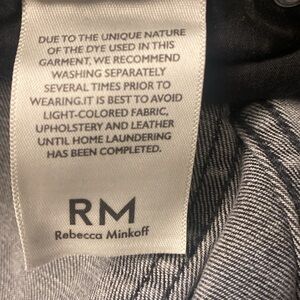 DUE TO THE UNIQUE NATURE
OF THE DYE USED IN THIS
GARMENT, WE RECOMMEND
WASHING SEPARATELY
SEVERAL TIMES PRIOR TO
WEARING.IT IS BEST TO AVOID
LIGHT-COLORED FABRIC,
UPHOLSTERY AND LEATHER
UNTIL HOME LAUNDERING
HAS BEEN COMPLETED.
RM
Rebecca Minkoff